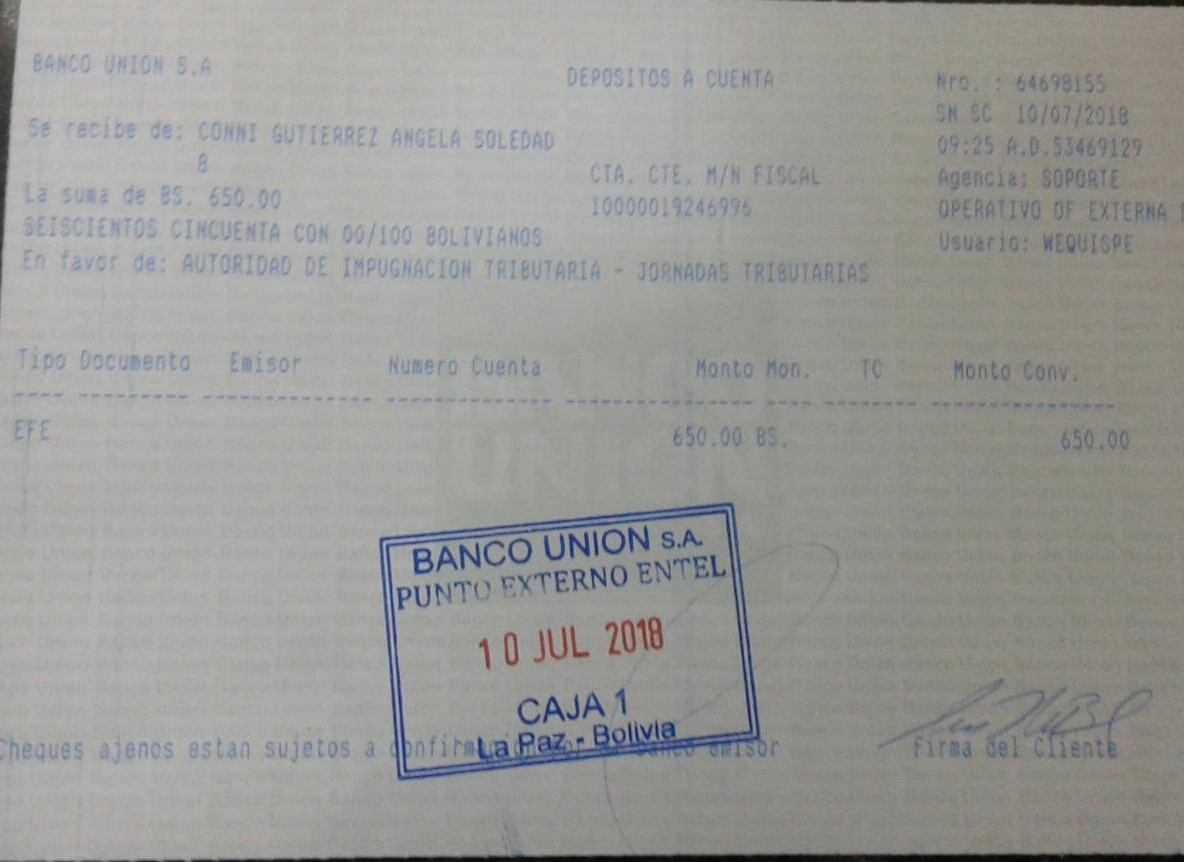 BANCO UNION S.A
DEPOSITOS A CUENTA
Nro. : 64698155
SN SC 10/07/2018
Se recibe de: CONNI GUTIERREZ ANGELA SOLEDAD
09:25 A.D.53469129
8
CTA. CTE. M/N FISCAL
Agencia: SOPORTE
La suma de BS. 650.00
10000019246996
OPERATIVO OF EXTERNA
SEISCIENTOS CINCUENTA CON 00/100 BOLIVIANOS
Usuario: WEQUISPE
En favor de: AUTORIDAD DE IMPUGNACION TRIBUTARIA - JORNADAS TRIBUTARIAS
Tipo Documento Emisor Numero Cuenta Monto Mon. TC Monto Conv.
EFE 650.00 BS. 650.00
BANCO UNION S.A.
PUNTO EXTERNO ENTEL
10 JUL 2018
CAJA 1
La Paz - Bolivia
Cheques ajenos estan sujetos a banco emisor
Firma del Cliente